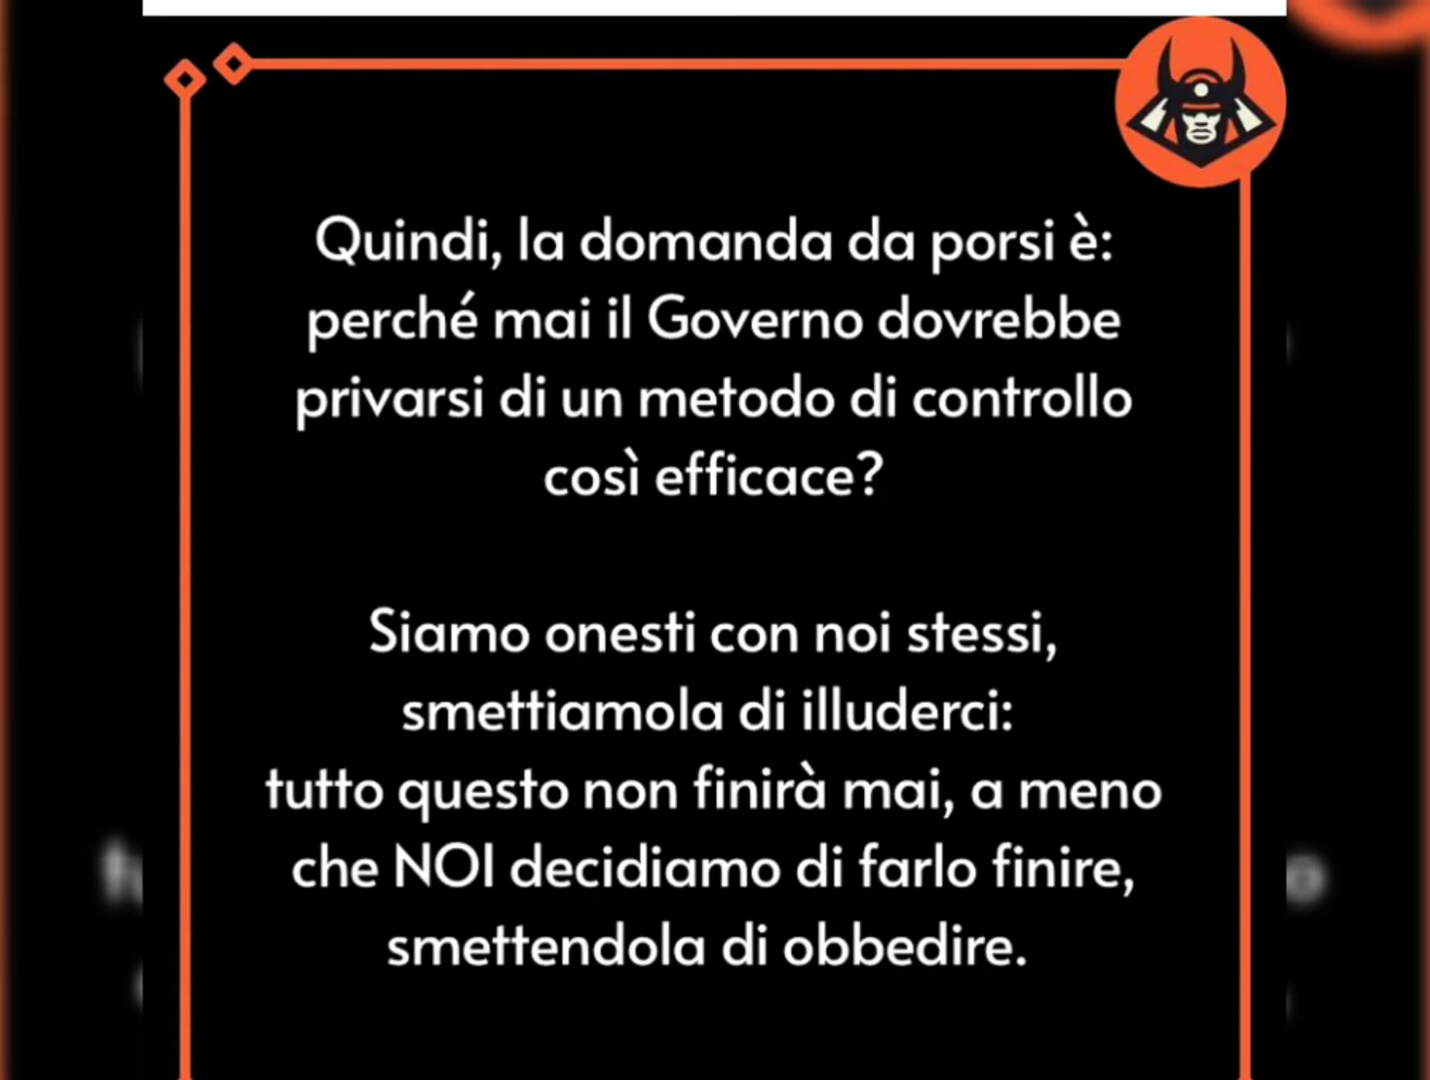 Quindi, la domanda da porsi è:
perché mai il Governo dovrebbe
privarsi di un metodo di controllo
così efficace?
Siamo onesti con noi stessi,
smettiamola di illuderci:
tutto questo non finirà mai, a meno
che NOI decidiamo di farlo finire,
smettendola di obbedire.